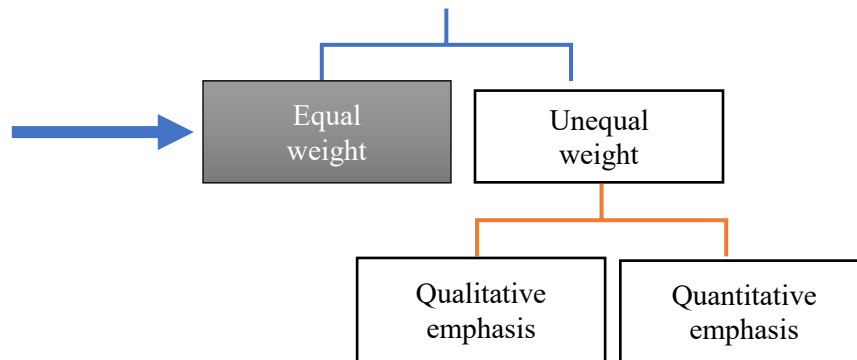 Equal
weight
Unequal
weight
Qualitative
emphasis
Quantitative
emphasis